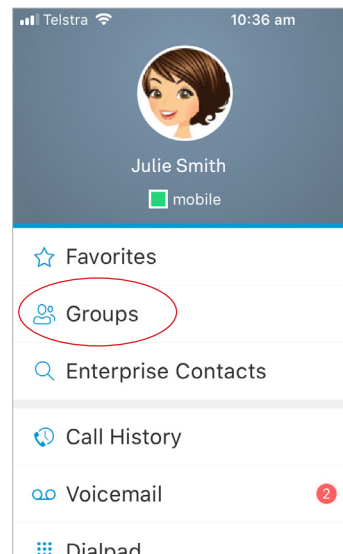 Telstra 10:36 am
Julie Smith
mobile
Favorites
Groups
Enterprise Contacts
Call History
Voicemail 2
Dialpad